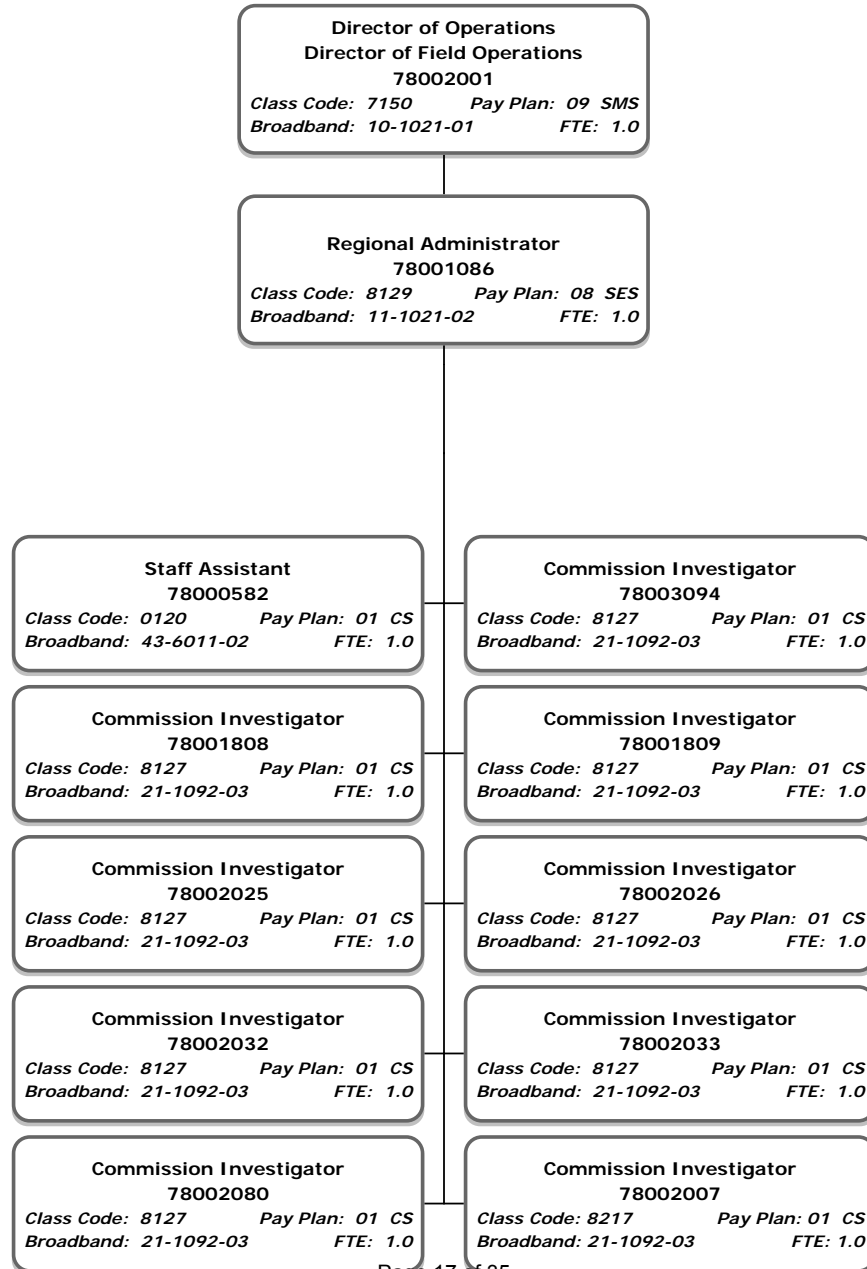 Director of Operations
Director of Field Operations
78002001
Class Code: 7150 Pay Plan: 09 SMS
Broadband: 10-1021-01 FTE: 1.0
Regional Administrator
78001086
Class Code: 8129 Pay Plan: 08 SES
Broadband: 11-1021-02 FTE: 1.0
Staff Assistant
78000582
Class Code: 0120 Pay Plan: 01 CS
Broadband: 43-6011-02 FTE: 1.0
Commission Investigator
78003094
Class Code: 8127 Pay Plan: 01 CS
Broadband: 21-1092-03 FTE: 1.0
Commission Investigator
78001808
Class Code: 8127 Pay Plan: 01 CS
Broadband: 21-1092-03 FTE: 1.0
Commission Investigator
78001809
Class Code: 8127 Pay Plan: 01 CS
Broadband: 21-1092-03 FTE: 1.0
Commission Investigator
78002025
Class Code: 8127 Pay Plan: 01 CS
Broadband: 21-1092-03 FTE: 1.0
Commission Investigator
78002026
Class Code: 8127 Pay Plan: 01 CS
Broadband: 21-1092-03 FTE: 1.0
Commission Investigator
78002032
Class Code: 8127 Pay Plan: 01 CS
Broadband: 21-1092-03 FTE: 1.0
Commission Investigator
78002033
Class Code: 8127 Pay Plan: 01 CS
Broadband: 21-1092-03 FTE: 1.0
Commission Investigator
78002080
Class Code: 8127 Pay Plan: 01 CS
Broadband: 21-1092-03 FTE: 1.0
Commission Investigator
78002007
Class Code: 8217 Pay Plan: 01 CS
Broadband: 21-1092-03 FTE: 1.0